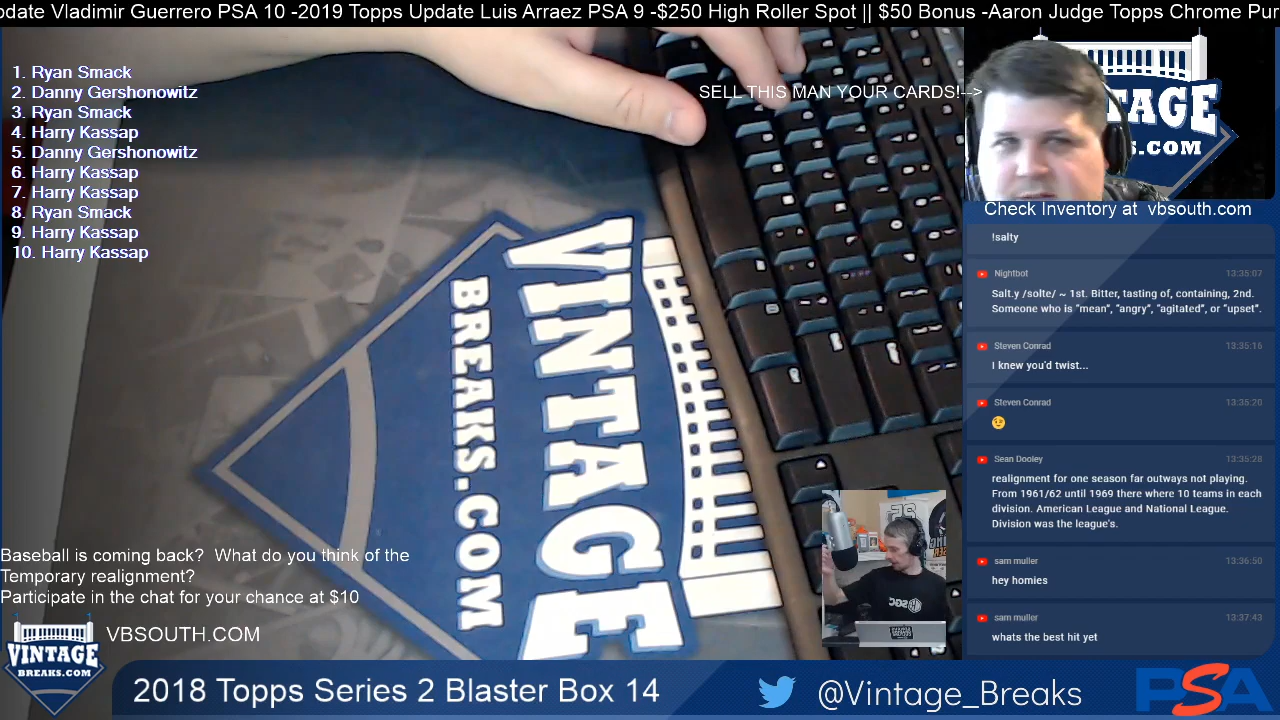 pdate Vladimir Guerrero PSA 10 -2019 Topps Update Luis Arraez PSA 9 -$250 High Roller Spot || $50 Bonus -Aaron Judge Topps Chrome Pur
1. Ryan Smack
2. Danny Gershonowitz
3. Ryan Smack
4. Harry Kassap
5. Danny Gershonowitz
6. Harry Kassap
7. Harry Kassap
8. Ryan Smack
9. Harry Kassap
10. Harry Kassap
SELL THIS MAN YOUR CARDS!-->
TAGE
S.COM
VINTAGE
BREAKS.COM
Check Inventory at vbsouth.com
!salty
Nightbot 13:35:07
Salt.y /solte/ ~ 1st. Bitter, tasting of, containing, 2nd.
Someone who is "mean", "angry", "agitated", or "upset".
Steven Conrad 13:35:16
I knew you'd twist...
Steven Conrad 13:35:20
😉
Sean Dooley 13:35:28
realignment for one season far outways not playing.
From 1961/62 until 1969 there where 10 teams in each
division. American League and National League.
Division was the league's.
sam muller 13:36:50
hey homies
sam muller 13:37:43
whats the best hit yet
SGC
Baseball is coming back? What do you think of the
Temporary realignment?
Participate in the chat for your chance at $10
VINTAGE
BREAKS.COM
VBSOUTH.COM
2018 Topps Series 2 Blaster Box 14
@Vintage_Breaks
PSA